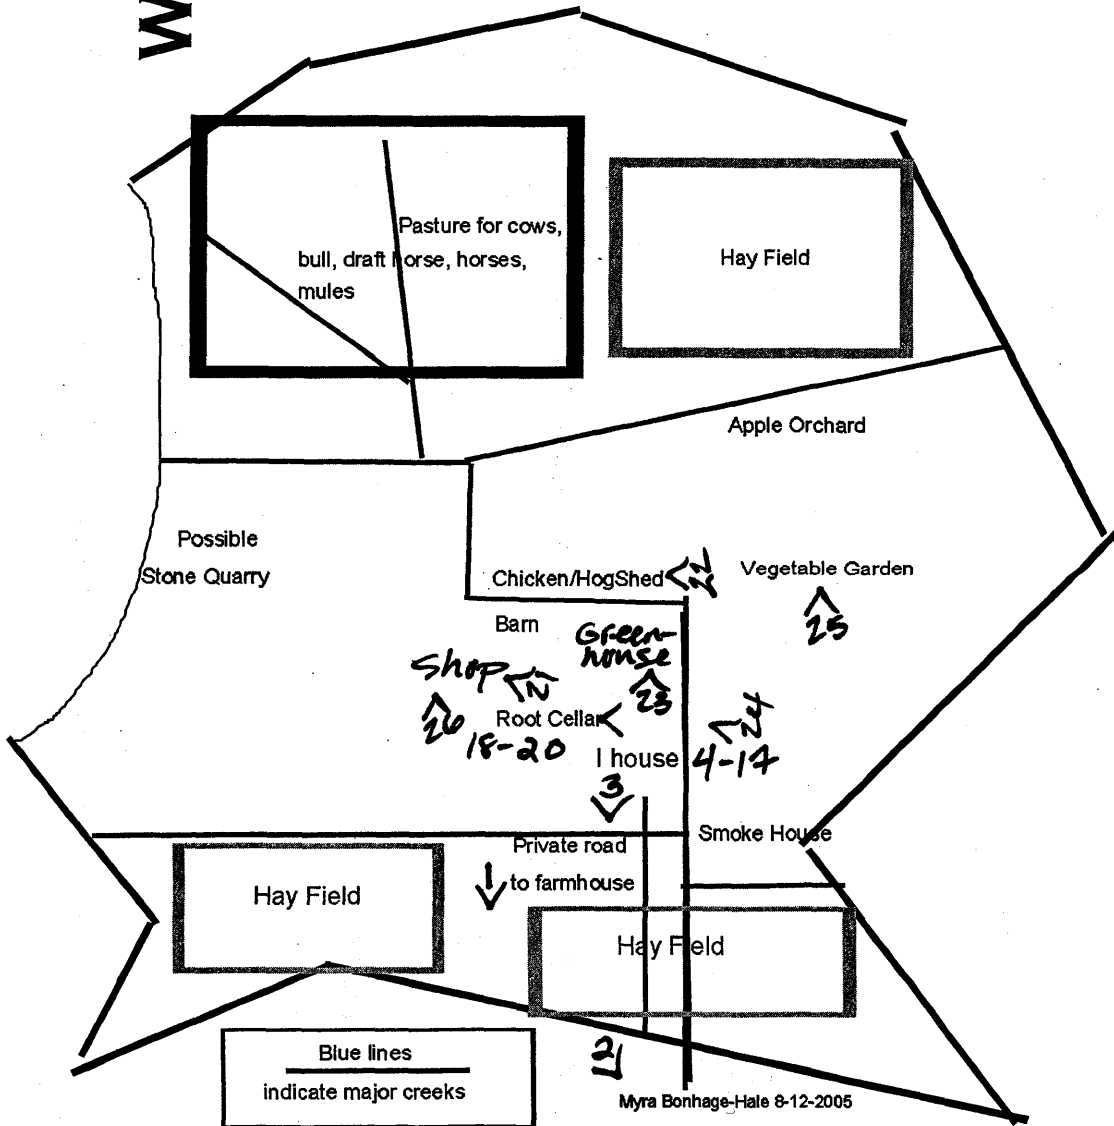 W
Pasture for cows,
bull, draft horse, horses,
mules
Hay Field
Apple Orchard
Possible
Stone Quarry
Chicken/HogShed
22
Vegetable Garden
25
Barn
Green-
house
23
Shop
26
Root Cellar
18-20
24
I house 4-17
3
Smoke House
Private road
to farmhouse
Hay Field
Hay Field
2
Blue lines
indicate major creeks
Myra Bonhage-Hale 8-12-2005